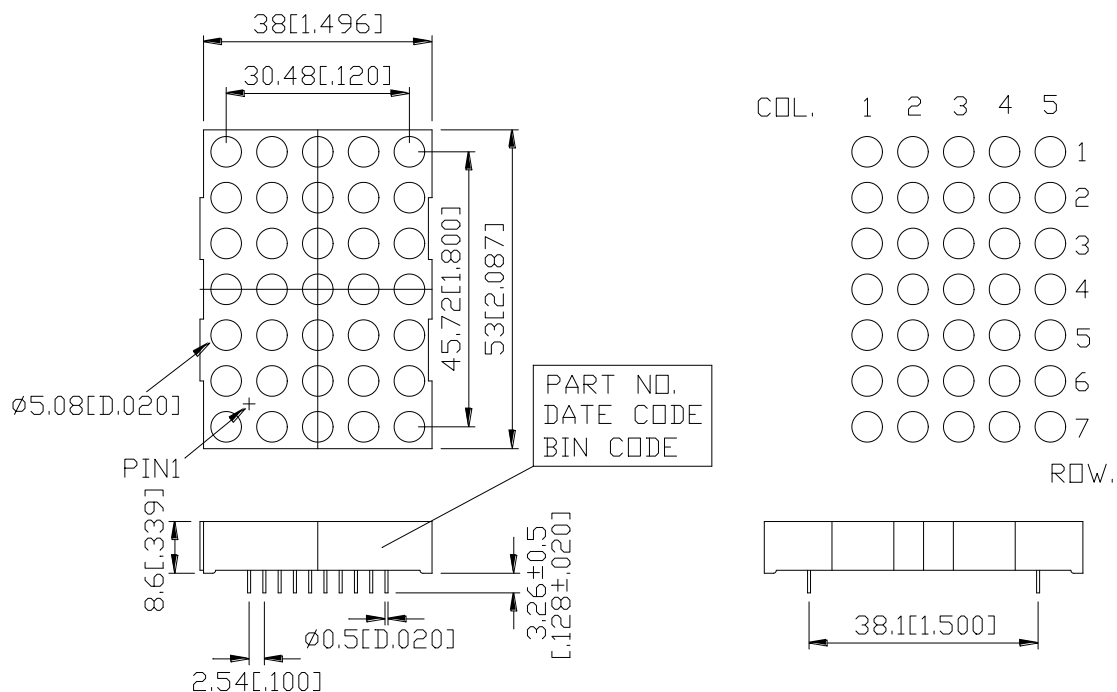 38[1.496]
30.48[.120]
45.72[1.800]
53[2.087]
ø5.08[D.020]
PIN1
PART NO.
DATE CODE
BIN CODE
COL. 1 2 3 4 5
1
2
3
4
5
6
7
ROW.
8.6[.339]
3.26±0.5
[.128±.020]
ø0.5[D.020]
2.54[.100]
38.1[1.500]